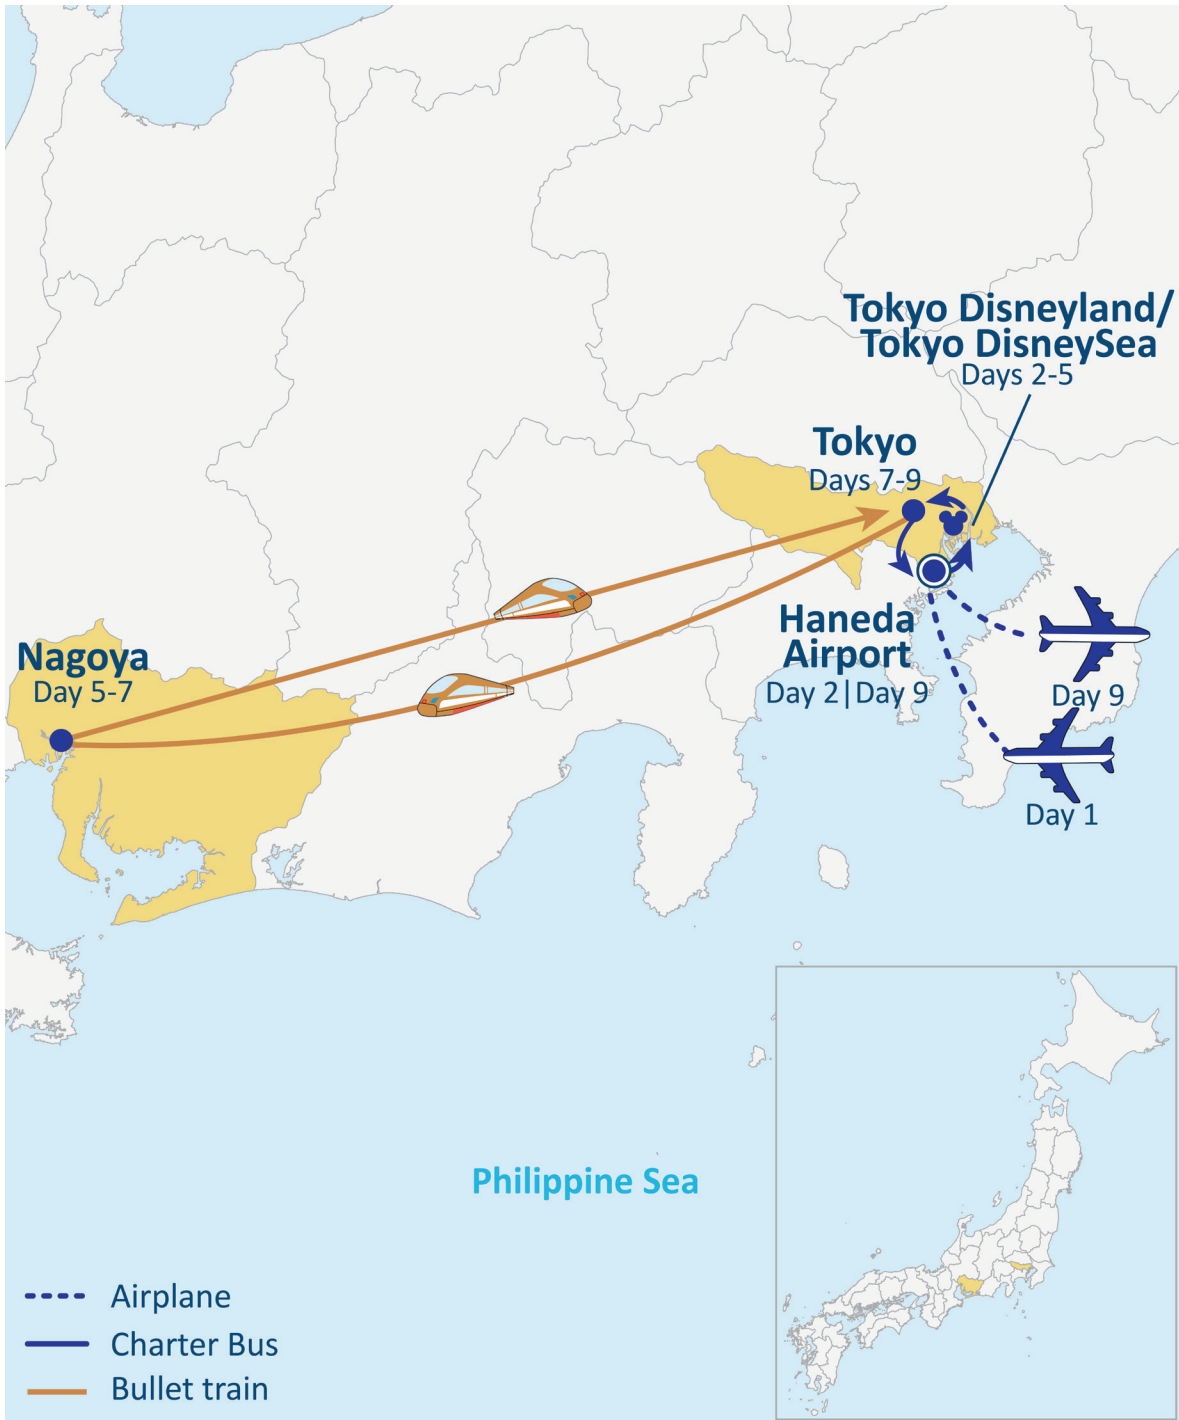 Tokyo Disneyland/
Tokyo DisneySea
Days 2-5
Tokyo
Days 7-9
Haneda
Airport
Day 2|Day 9
Nagoya
Day 5-7
Day 9
Day 1
Philippine Sea
Airplane
Charter Bus
Bullet train